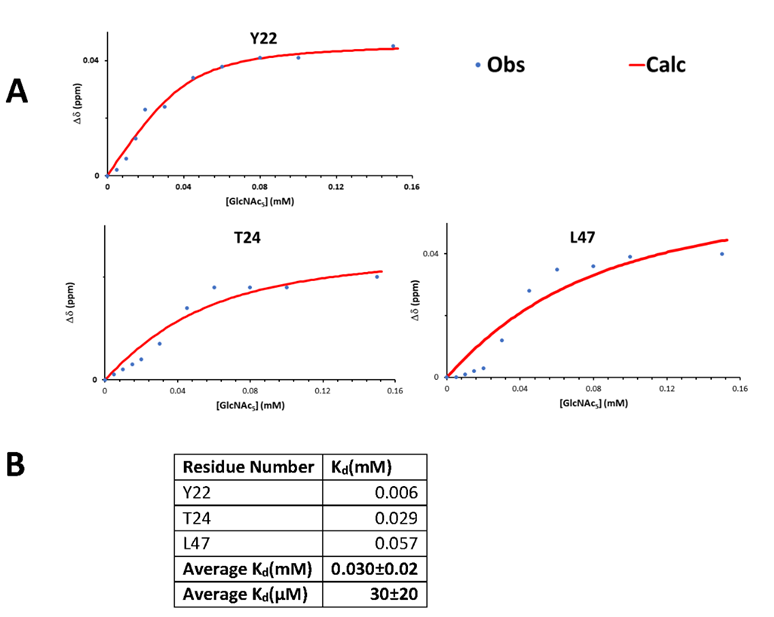 A
Y22
Obs
Calc
Δδ (ppm)
0.04
0
0
0.04
0.08
0.12
0.16
[GlcNAc₅] (mM)
T24
Δδ (ppm)
0
0
0.04
0.08
0.12
0.16
[GlcNAc₅] (mM)
L47
Δδ (ppm)
0.04
0
0
0.04
0.08
0.12
0.16
[GlcNAc₅] (mM)
B
Residue Number Kd(mM)
Y22 0.006
T24 0.029
L47 0.057
Average Kd(mM) 0.030±0.02
Average Kd(μM) 30±20